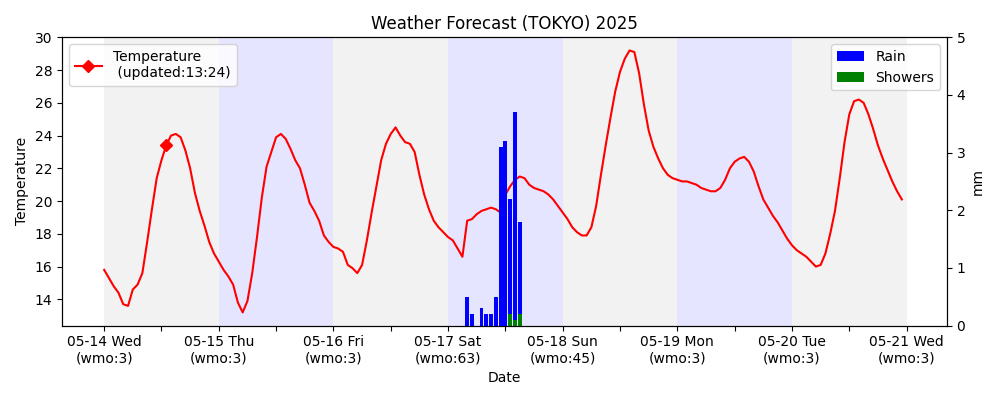 Weather Forecast (TOKYO) 2025
Temperature
(updated:13:24)
Rain
Showers
Temperature
30
28
26
24
22
20
18
16
14
5
4
3
2
1
0
mm
05-14 Wed
(wmo:3)
05-15 Thu
(wmo:3)
05-16 Fri
(wmo:3)
05-17 Sat
(wmo:63)
05-18 Sun
(wmo:45)
05-19 Mon
(wmo:3)
05-20 Tue
(wmo:3)
05-21 Wed
(wmo:3)
Date